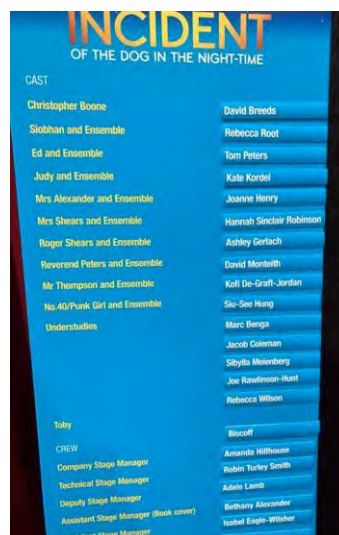 INCIDENT
OF THE DOG IN THE NIGHT-TIME
CAST
Christopher Boone David Breeds
Siobhan and Ensemble Rebecca Root
Ed and Ensemble Tom Peters
Judy and Ensemble Kate Kordel
Mrs Alexander and Ensemble Joanne Henry
Mrs Shears and Ensemble Hannah Sinclair Robinson
Roger Shears and Ensemble Ashley Gerlach
Reverend Peters and Ensemble David Monteith
Mr Thompson and Ensemble Kofi De-Graft-Jordan
No.40/Punk Girl and Ensemble Siu-See Hung
Understudies Marc Benga
Jacob Coleman
Sibylla Meienberg
Joe Rawlinson-Hunt
Rebecca Wilson
Toby Biscoff
CREW
Company Stage Manager Amanda Hillhouse
Technical Stage Manager Robin Turley Smith
Deputy Stage Manager Adele Lamb
Assistant Stage Manager (Book cover) Bethany Alexander
Stage Manager Isobel Eagle-Wilsher